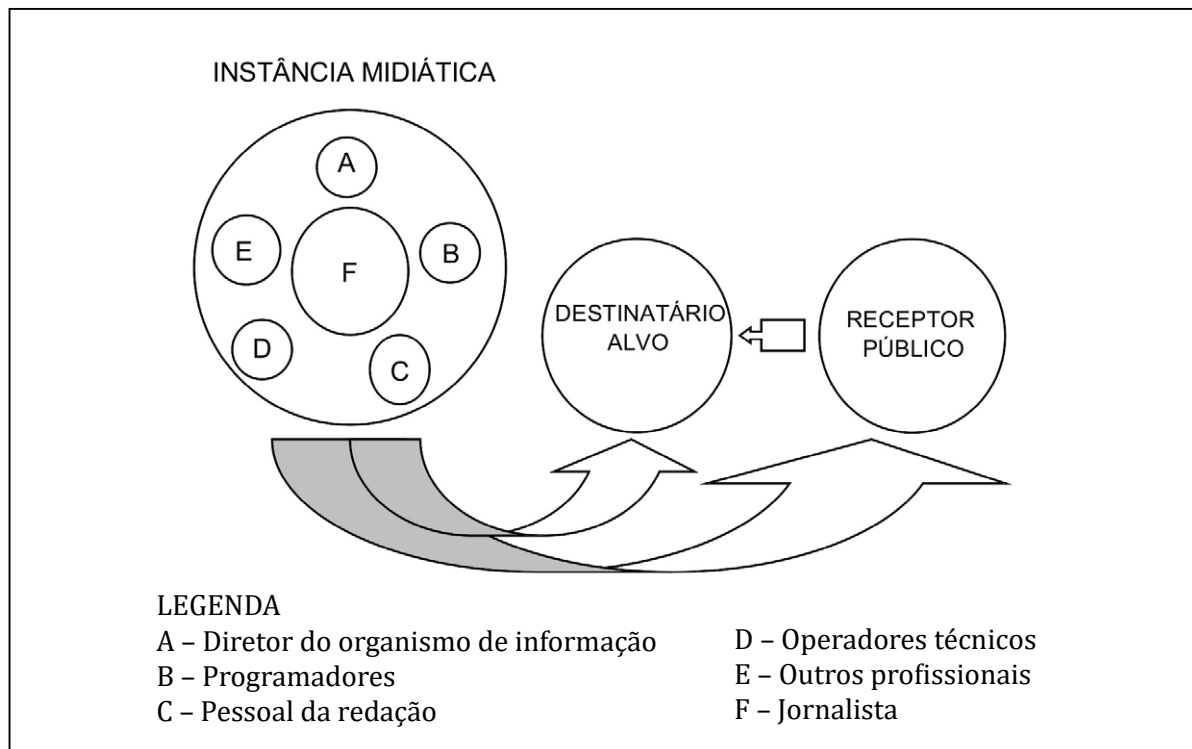 INSTÂNCIA MIDIÁTICA
A
E
B
F
D
C
DESTINATÁRIO
ALVO
RECEPTOR
PÚBLICO
LEGENDA
A – Diretor do organismo de informação
B – Programadores
C – Pessoal da redação
D – Operadores técnicos
E – Outros profissionais
F – Jornalista